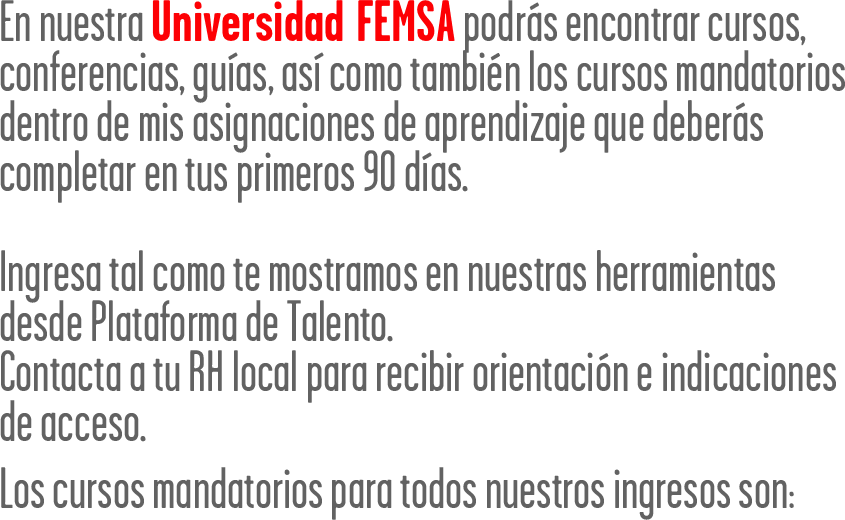 En nuestra Universidad FEMSA podrás encontrar cursos,
conferencias, guías, así como también los cursos mandatorios
dentro de mis asignaciones de aprendizaje que deberás
completar en tus primeros 90 días.
Ingresa tal como te mostramos en nuestras herramientas
desde Plataforma de Talento.
Contacta a tu RH local para recibir orientación e indicaciones
de acceso.
Los cursos mandatorios para todos nuestros ingresos son: